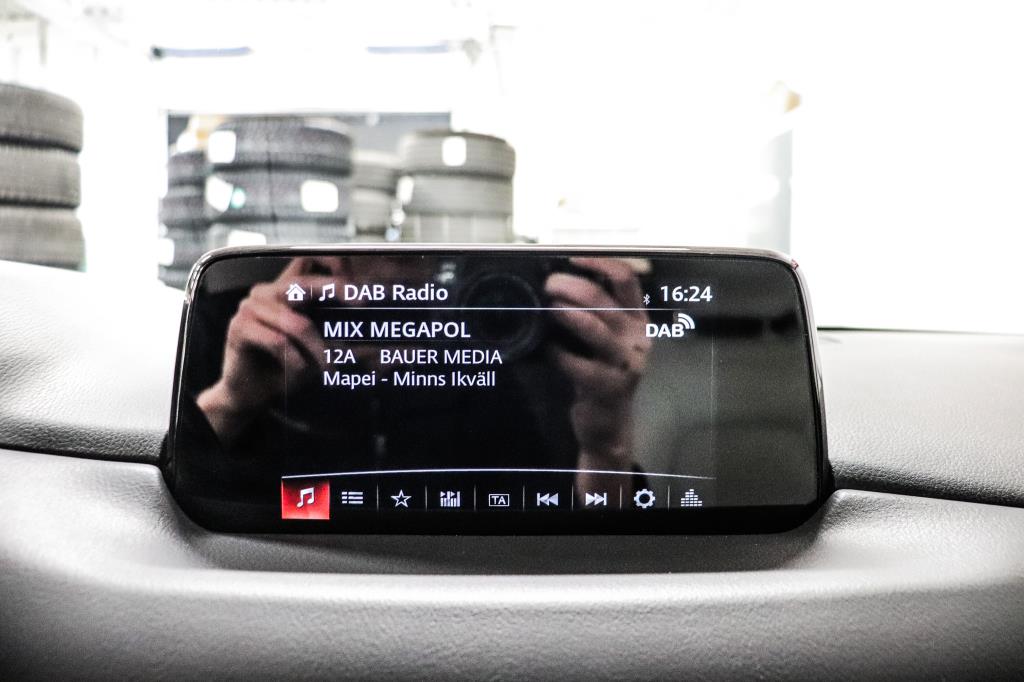 DAB Radio 16:24
MIX MEGAPOL DAB
12A BAUER MEDIA
Mapei - Minns Ikväll
TA